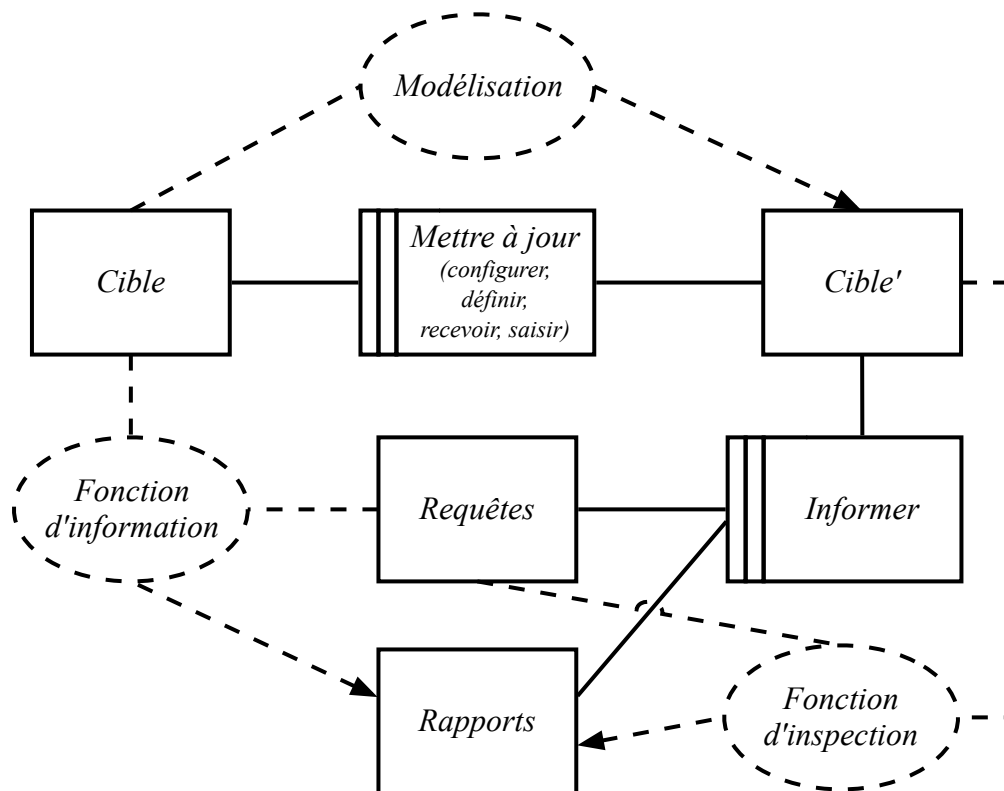 Modélisation
Cible
Mettre à jour
(configurer,
définir,
recevoir, saisir)
Cible'
Fonction
d'information
Requêtes
Informer
Rapports
Fonction
d'inspection